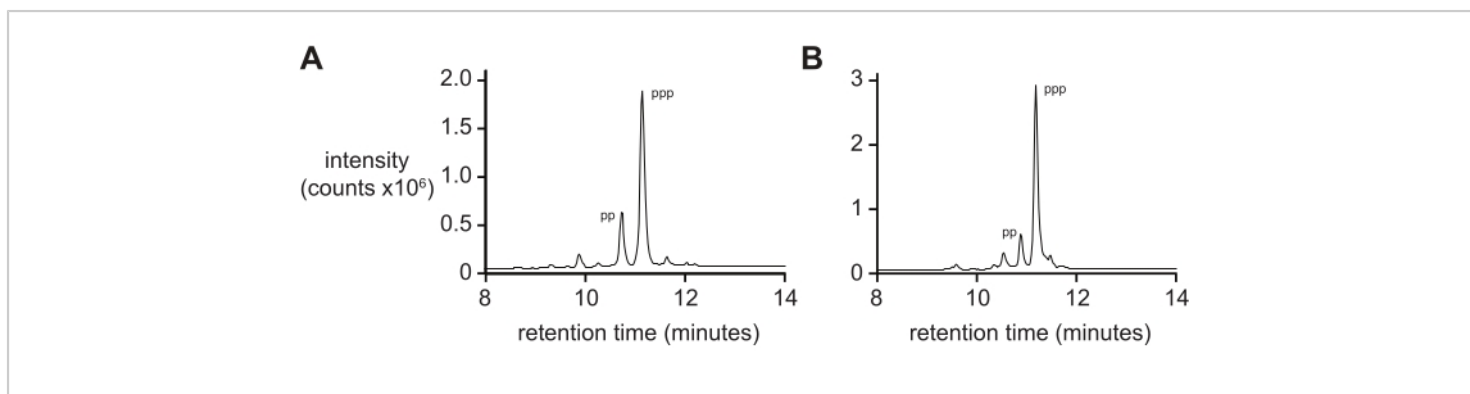 A
2.0
1.5
1.0
0.5
0
intensity
(counts x10⁶)
ppp
pp
8 10 12 14
retention time (minutes)
B
3
2
1
0
ppp
pp
8 10 12 14
retention time (minutes)